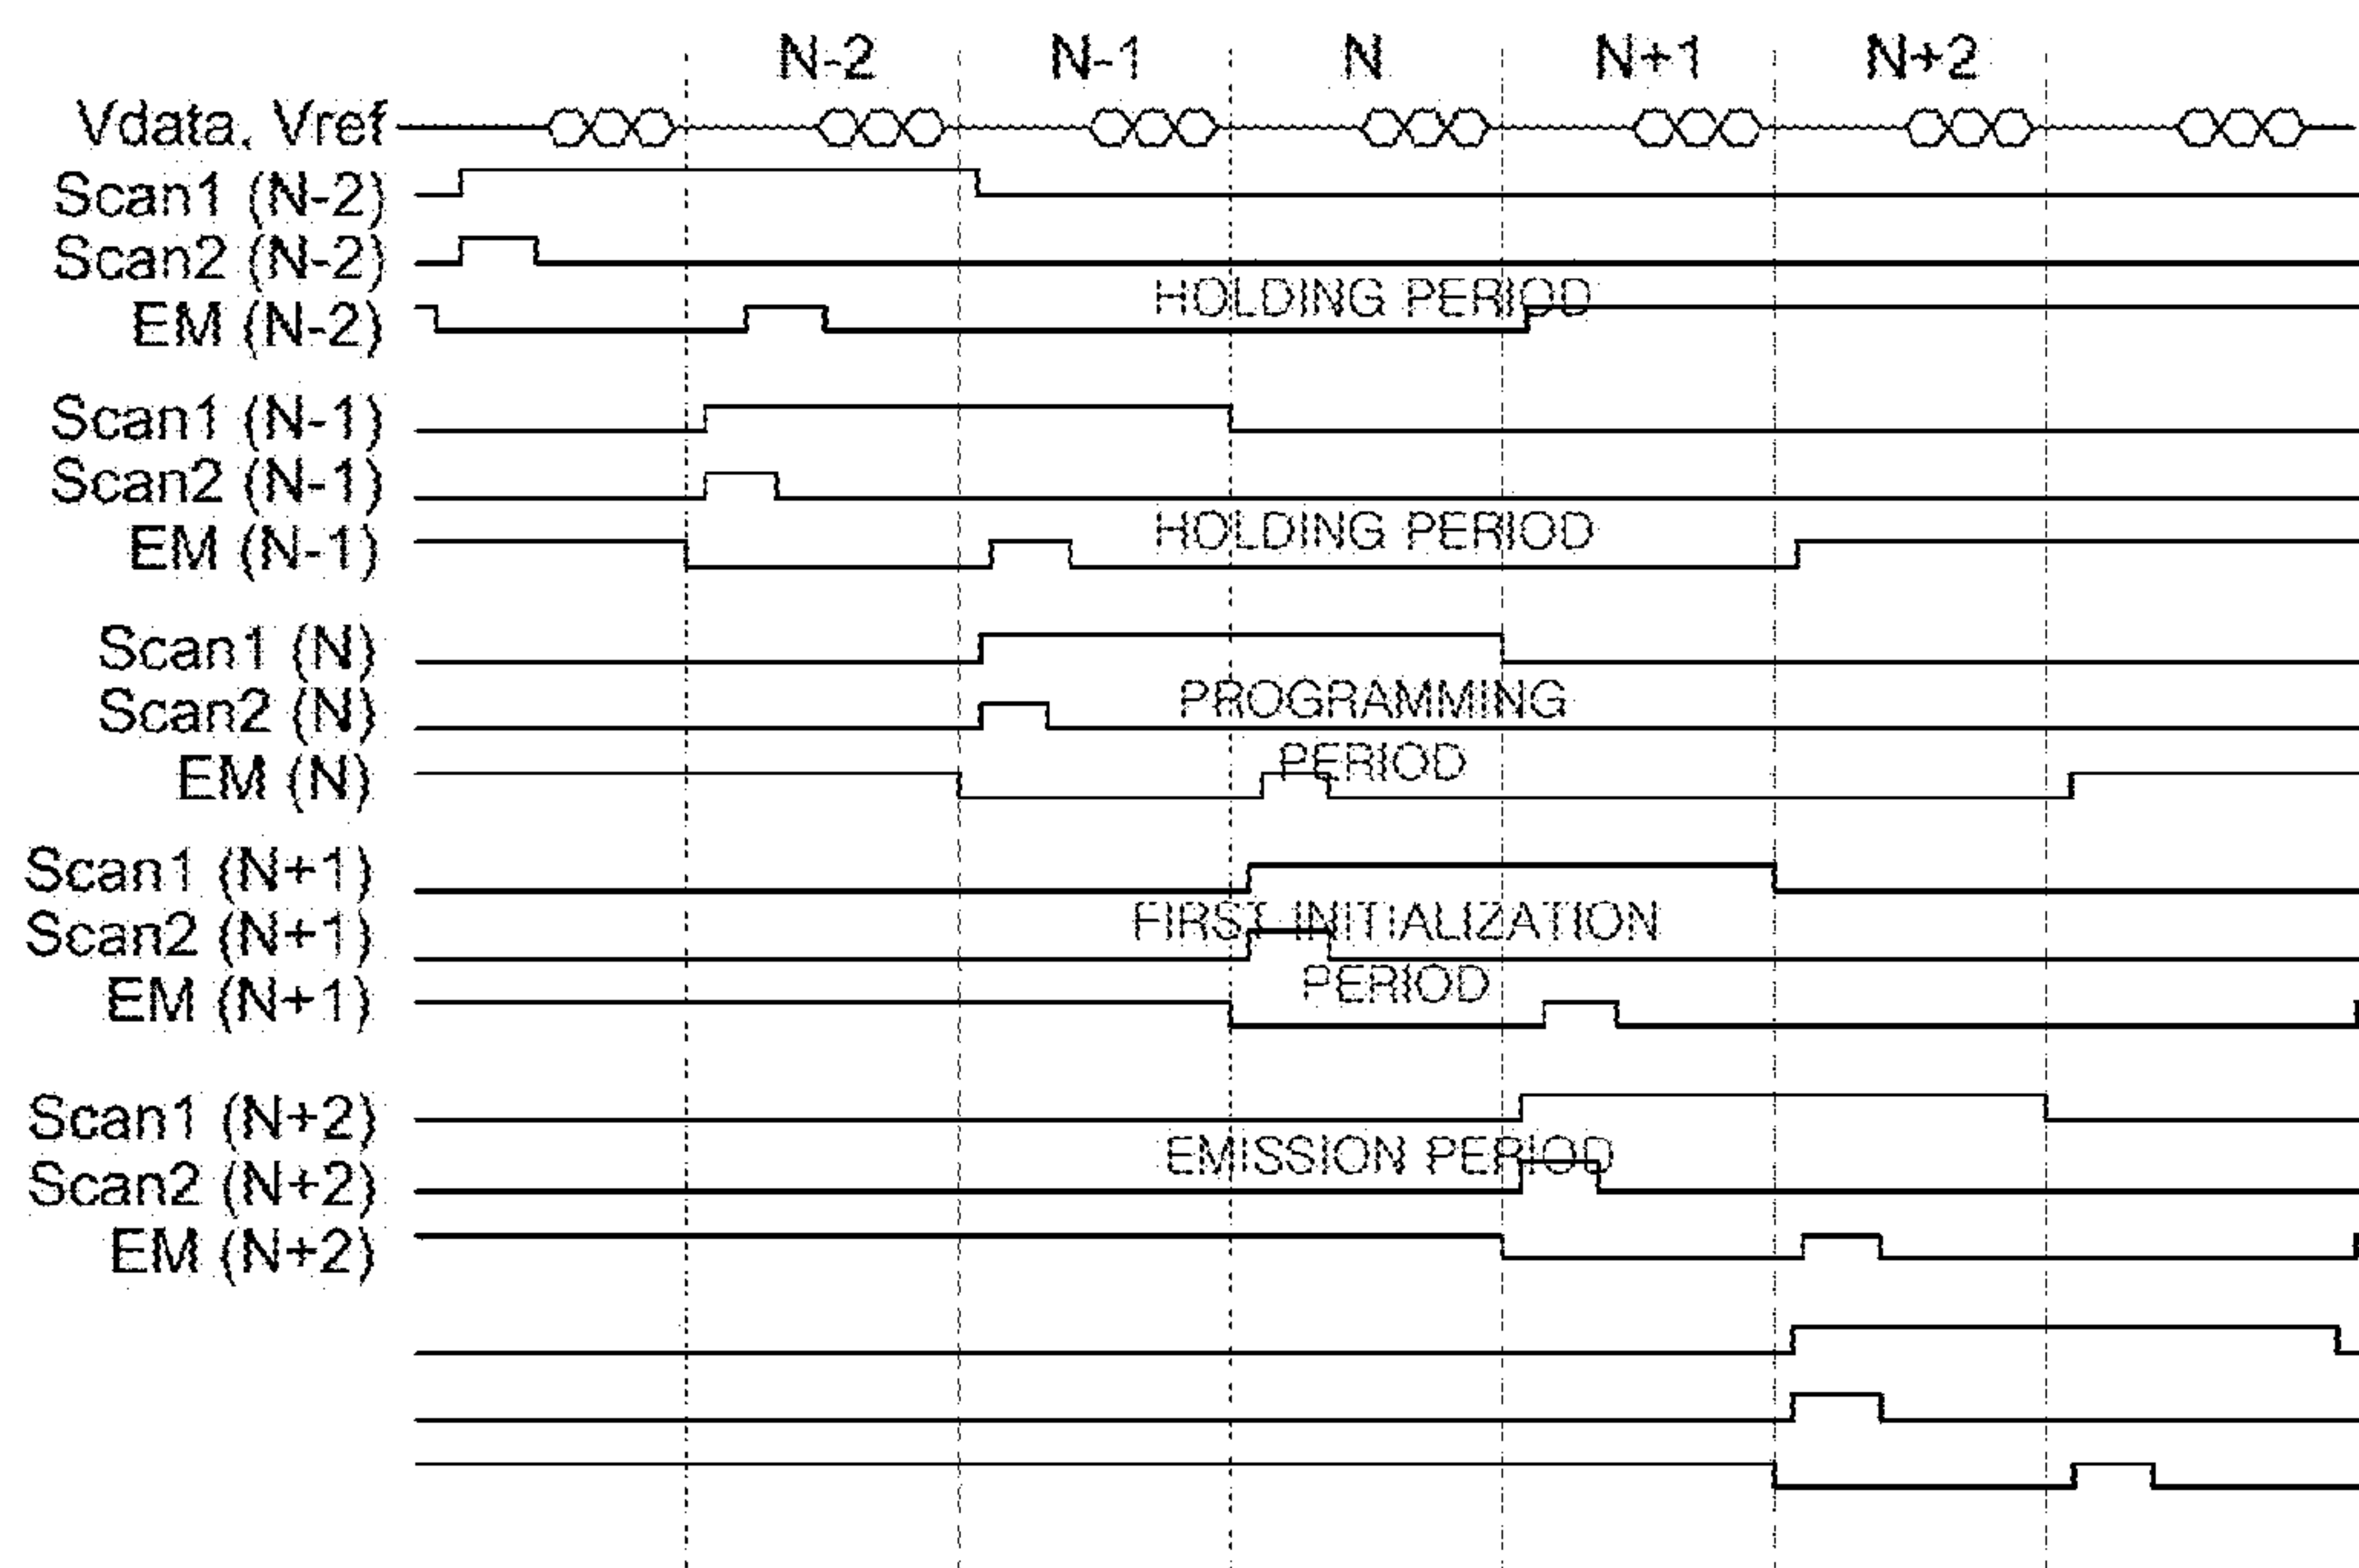 N-2 N-1 N N+1 N+2
Vdata, Vref
Scan1 (N-2)
Scan2 (N-2)
HOLDING PERIOD
EM (N-2)
Scan1 (N-1)
Scan2 (N-1)
HOLDING PERIOD
EM (N-1)
Scan1 (N)
PROGRAMMING
Scan2 (N)
PERIOD
EM (N)
Scan1 (N+1)
FIRST INITIALIZATION
Scan2 (N+1)
PERIOD
EM (N+1)
Scan1 (N+2)
EMISSION PERIOD
Scan2 (N+2)
EM (N+2)